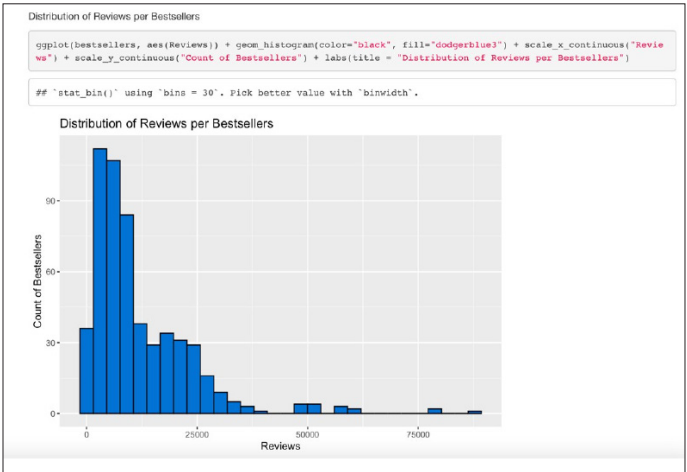 Distribution of Reviews per Bestsellers
ggplot(bestsellers, aes(Reviews)) + geom_histogram(color="black", fill="dodgerblue3") + scale_x_continuous("Revie
ws") + scale_y_continuous("Count of Bestsellers") + labs(title = "Distribution of Reviews per Bestsellers")
## `stat_bin()` using `bins = 30`. Pick better value with `binwidth`.
Distribution of Reviews per Bestsellers
Count of Bestsellers
90
60
30
0
0 25000 50000 75000
Reviews